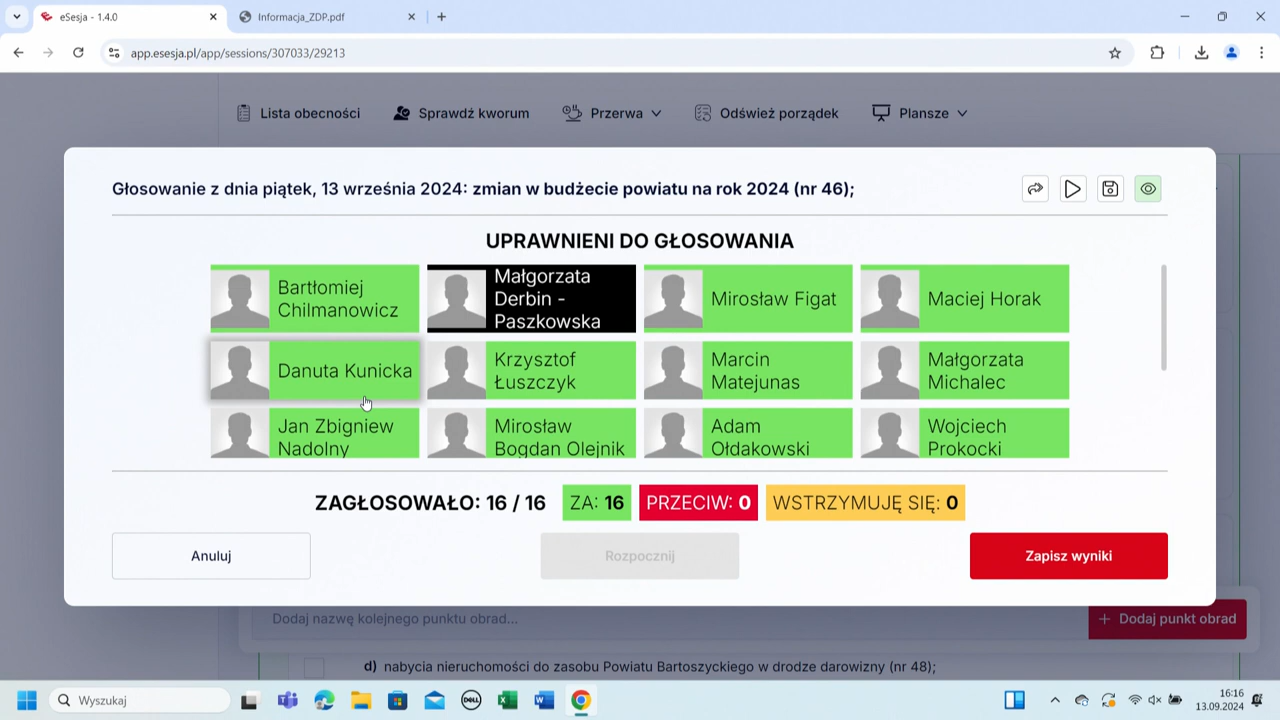 eSesja - 1.4.0
Informacja_ZDP.pdf
app.esesja.pl/app/sessions/307033/29213
Lista obecności
Sprawdź kworum
Przerwa
Odśwież porządek
Plansze
Głosowanie z dnia piątek, 13 września 2024: zmian w budżecie powiatu na rok 2024 (nr 46);
UPRAWNIENI DO GŁOSOWANIA
Bartłomiej
Chilmanowicz
Małgorzata
Derbin -
Paszkowska
Mirosław Figat
Maciej Horak
Danuta Kunicka
Krzysztof
Łuszczyk
Marcin
Matejunas
Małgorzata
Michalec
Jan Zbigniew
Nadolny
Mirosław
Bogdan Olejnik
Adam
Ołdakowski
Wojciech
Prokocki
ZAGŁOSOWAŁO: 16 / 16
ZA: 16
PRZECIW: 0
WSTRZYMUJĘ SIĘ: 0
Anuluj
Rozpocznij
Zapisz wyniki
Dodaj nazwę kolejnego punktu obrad...
+ Dodaj punkt obrad
d) nabycia nieruchomości do zasobu Powiatu Bartoszyckiego w drodze darowizny (nr 48);
Wyszukaj
DELL
16:16
13.09.2024